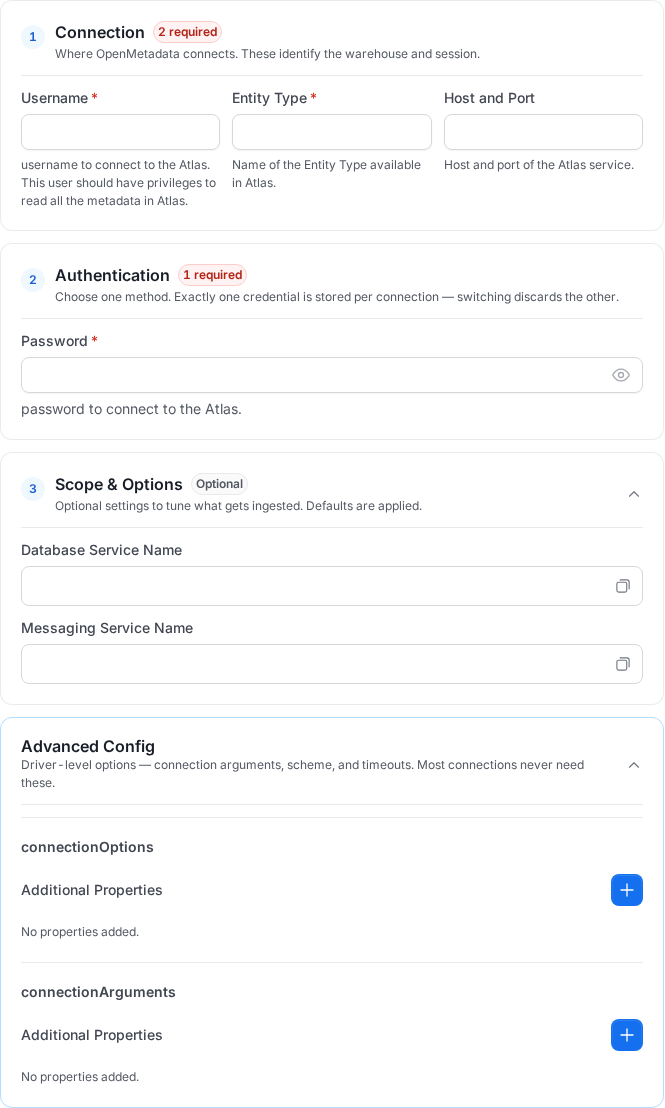 1 Connection 2 required
Where OpenMetadata connects. These identify the warehouse and session.
Username * Entity Type * Host and Port
username to connect to the Atlas. Name of the Entity Type available Host and port of the Atlas service.
This user should have privileges to in Atlas.
read all the metadata in Atlas.
2 Authentication 1 required
Choose one method. Exactly one credential is stored per connection — switching discards the other.
Password *
password to connect to the Atlas.
3 Scope & Options Optional
Optional settings to tune what gets ingested. Defaults are applied.
Database Service Name
Messaging Service Name
Advanced Config
Driver-level options — connection arguments, scheme, and timeouts. Most connections never need
these.
connectionOptions
Additional Properties
No properties added.
connectionArguments
Additional Properties
No properties added.